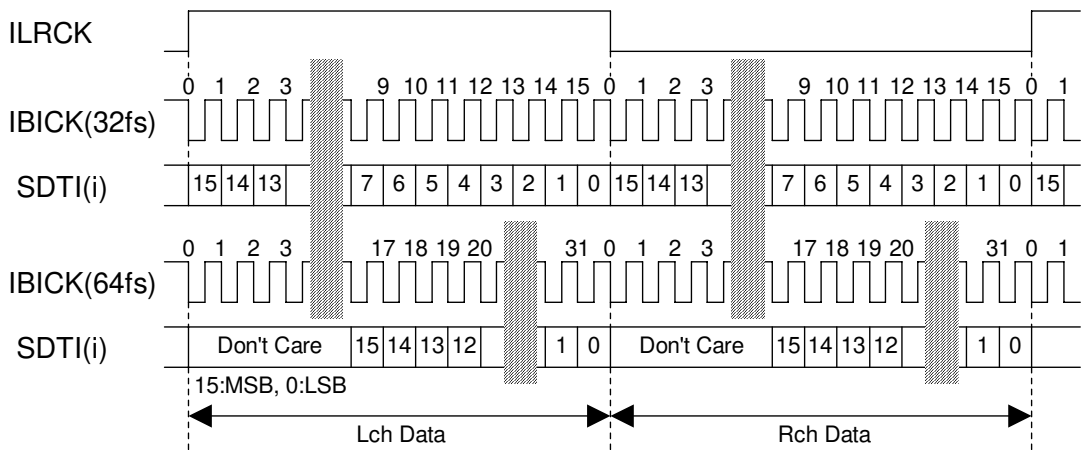 ILRCK
0 1 2 3 9 10 11 12 13 14 15 0 1 2 3 9 10 11 12 13 14 15 0 1
IBICK(32fs)
SDTI(i) 15 14 13 7 6 5 4 3 2 1 0 15 14 13 7 6 5 4 3 2 1 0 15
0 1 2 3 17 18 19 20 31 0 1 2 3 17 18 19 20 31 0 1
IBICK(64fs)
SDTI(i) Don't Care 15 14 13 12 1 0 Don't Care 15 14 13 12 1 0
15:MSB, 0:LSB
Lch Data Rch Data